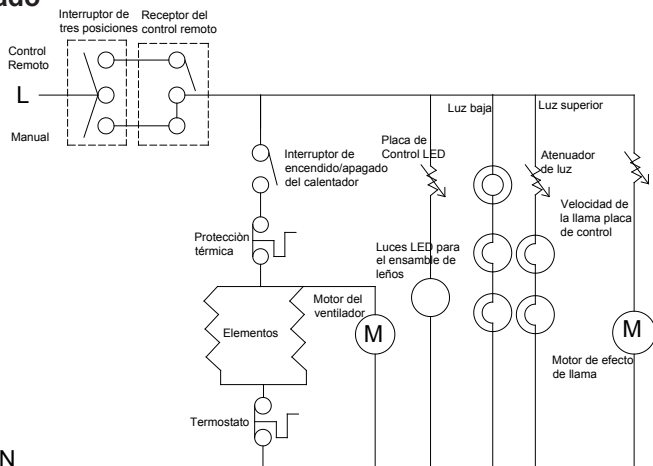 ado
Interruptor de
tres posiciones
Receptor del
control remoto
Control
Remoto
L
Manual
Luz baja
Luz superior
Placa de
Control LED
Interruptor de
encendido/apagado
del calentador
Atenuador
de luz
Velocidad de
la llama placa
de control
Protecciòn
térmica
Luces LED para
el ensamble de
leños
Motor del
ventilador
Elementos
M
M
Motor de efecto
de llama
Termostato
N